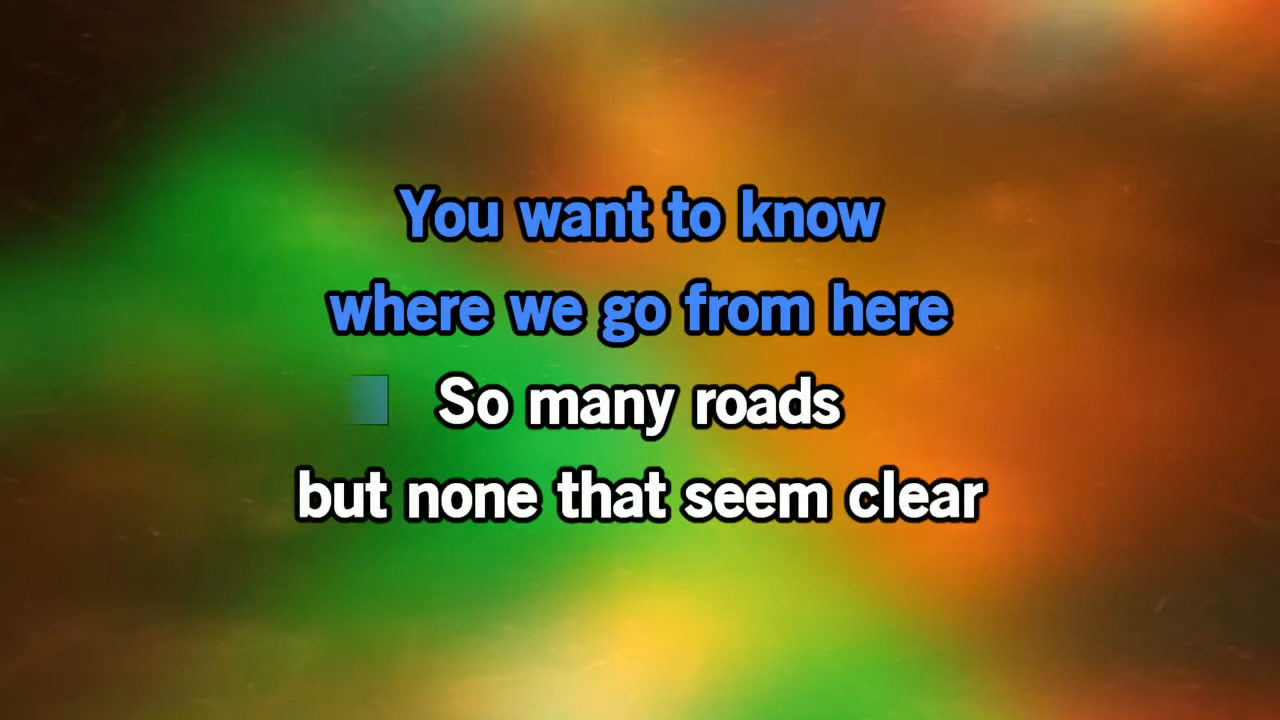 You want to know
where we go from here
So many roads
but none that seem clear